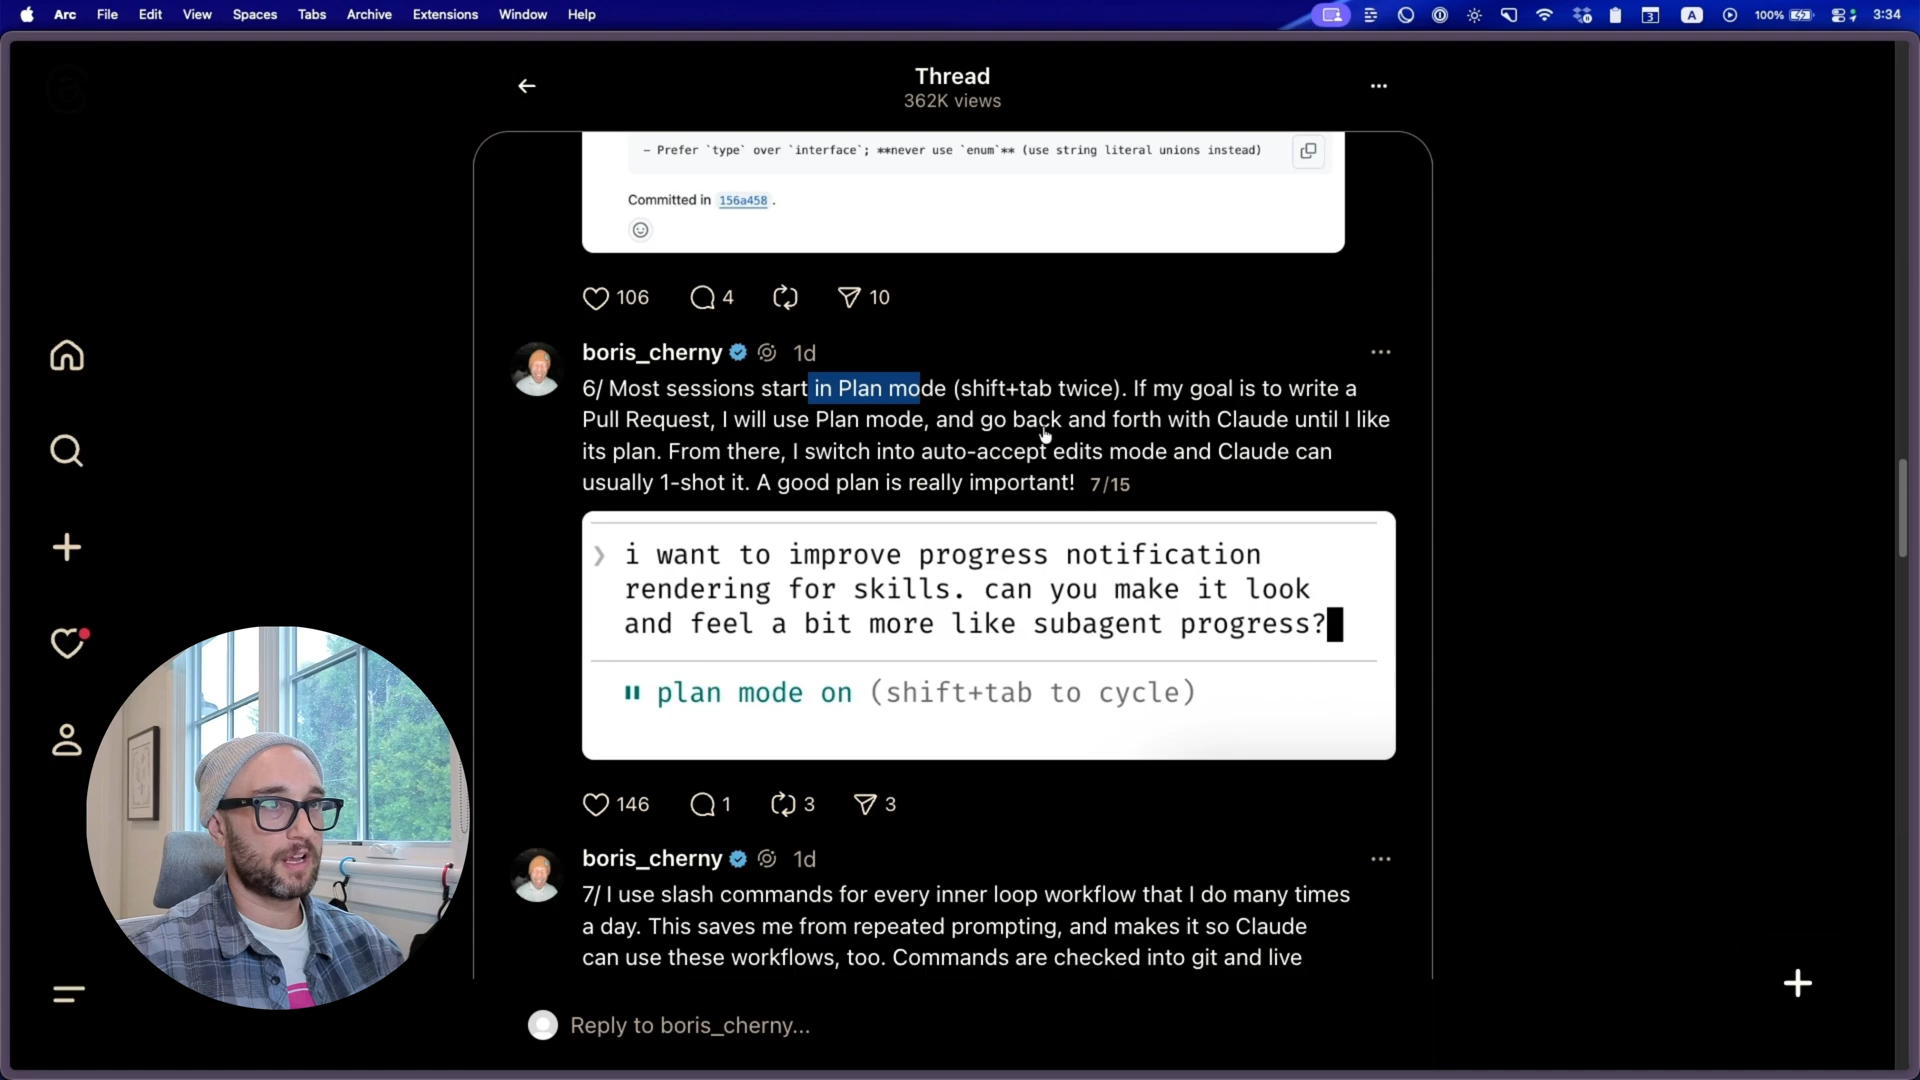 Arc File Edit View Spaces Tabs Archive Extensions Window Help
3 A 100% 3:34
Thread
362K views
- Prefer `type` over `interface`; **never use `enum`** (use string literal unions instead)
Committed in 156a458 .
106 4 10
boris_cherny 1d
6/ Most sessions start in Plan mode (shift+tab twice). If my goal is to write a
Pull Request, I will use Plan mode, and go back and forth with Claude until I like
its plan. From there, I switch into auto-accept edits mode and Claude can
usually 1-shot it. A good plan is really important! 7/15
❯ i want to improve progress notification
rendering for skills. can you make it look
and feel a bit more like subagent progress?
⏸ plan mode on (shift+tab to cycle)
146 1 3 3
boris_cherny 1d
7/ I use slash commands for every inner loop workflow that I do many times
a day. This saves me from repeated prompting, and makes it so Claude
can use these workflows, too. Commands are checked into git and live
Reply to boris_cherny...